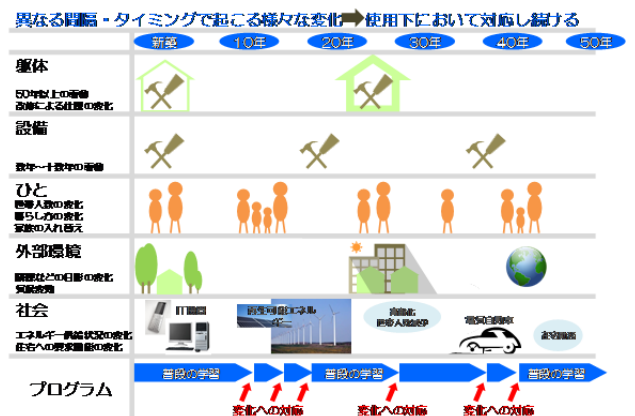 異なる間隔・タイミングで起こる様々な変化➡使用下において対応し続ける
新築 10年 20年 30年 40年 50年
躯体
50年以上の寿命
改修による仕様の変化
設備
数年~十数年の寿命
ひと
世帯人数の変化
暮らし方の変化
家族の入れ替え
外部環境
隣棟などの日影の変化
気候変動
社会
エネルギー供給状況の変化
住宅への要求性能の変化
再生可能エネルギー
高齢化
電気自動車
プログラム
普段の学習 普段の学習 普段の学習
変化への対応 変化への対応 変化への対応